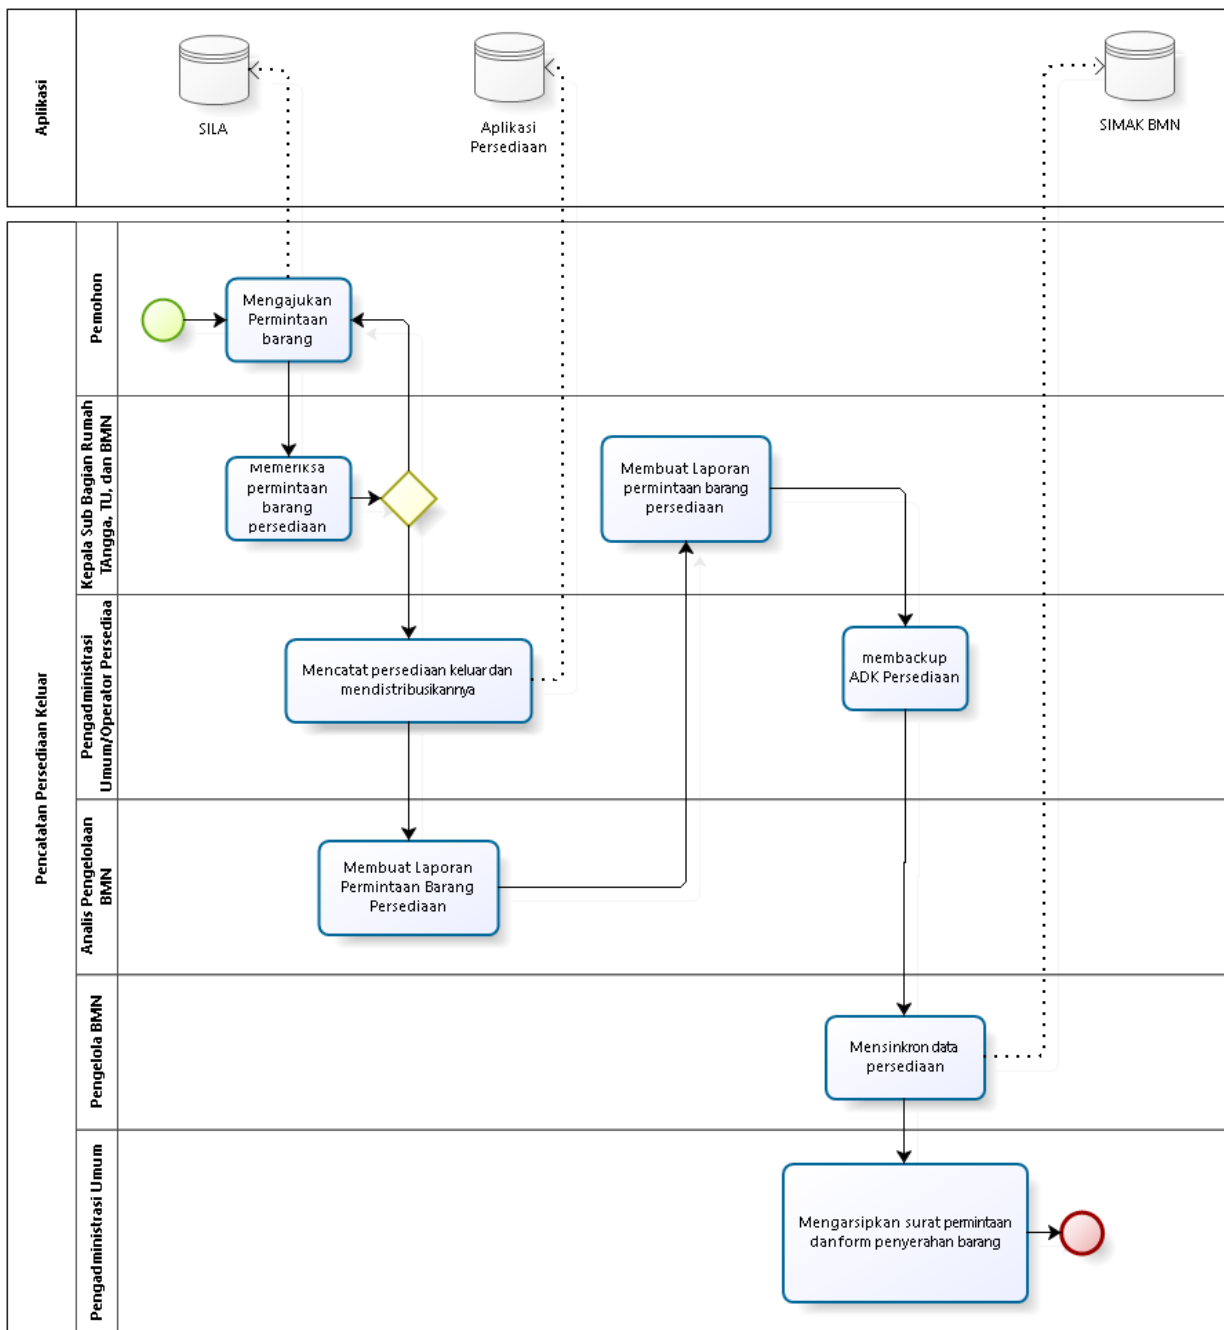 Aplikasi
SILA
Aplikasi
Persediaan
SIMAK BMN
Pencatatan Persediaan Keluar
Pemohon
Mengajukan
Permintaan
barang
Kepala Sub Bagian Rumah
TAngga, TU, dan BMN
Memeriksa
permintaan
barang
persediaan
Membuat Laporan
permintaan barang
persediaan
Pengadministrasi
Umum/Operator Persediaa
Mencatat persediaan keluar dan
mendistribusikannya
membackup
ADK Persediaan
Analis Pengelolaan
BMN
Membuat Laporan
Permintaan Barang
Persediaan
Pengelola BMN
Mensinkron data
persediaan
Pengadministrasi Umum
Mengarsipkan surat permintaan
dan form penyerahan barang